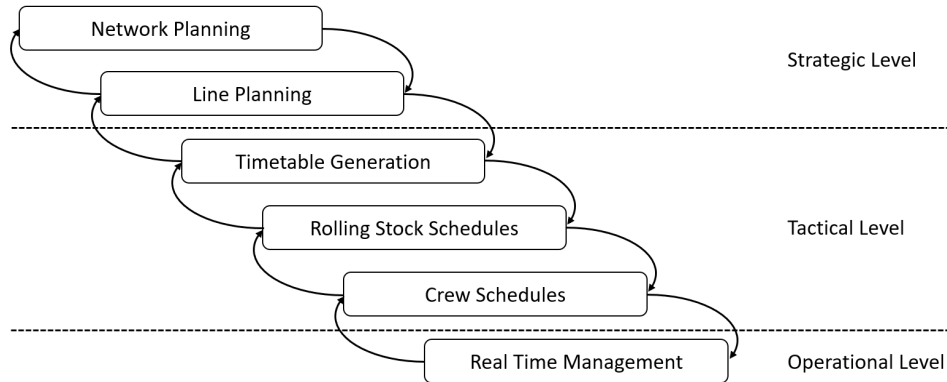 Network Planning
Strategic Level
Line Planning
Timetable Generation
Rolling Stock Schedules
Tactical Level
Crew Schedules
Real Time Management
Operational Level